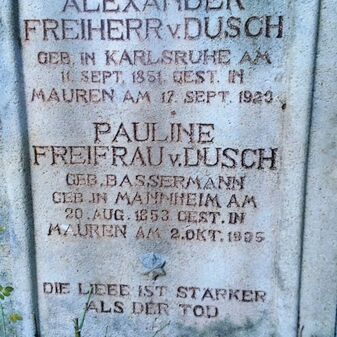 ALEXANDER
FREIHERR v. DUSCH
GEB. IN KARLSRUHE AM
11. SEPT. 1851, GEST. IN
MAUREN AM 17. SEPT. 1923
PAULINE
FREIFRAU v. DUSCH
GEB. BASSERMANN
GEB. IN MANNHEIM AM
20. AUG. 1853 GEST. IN
MAUREN AM 2. OKT. 1935
DIE LIEBE IST STÄRKER
ALS DER TOD